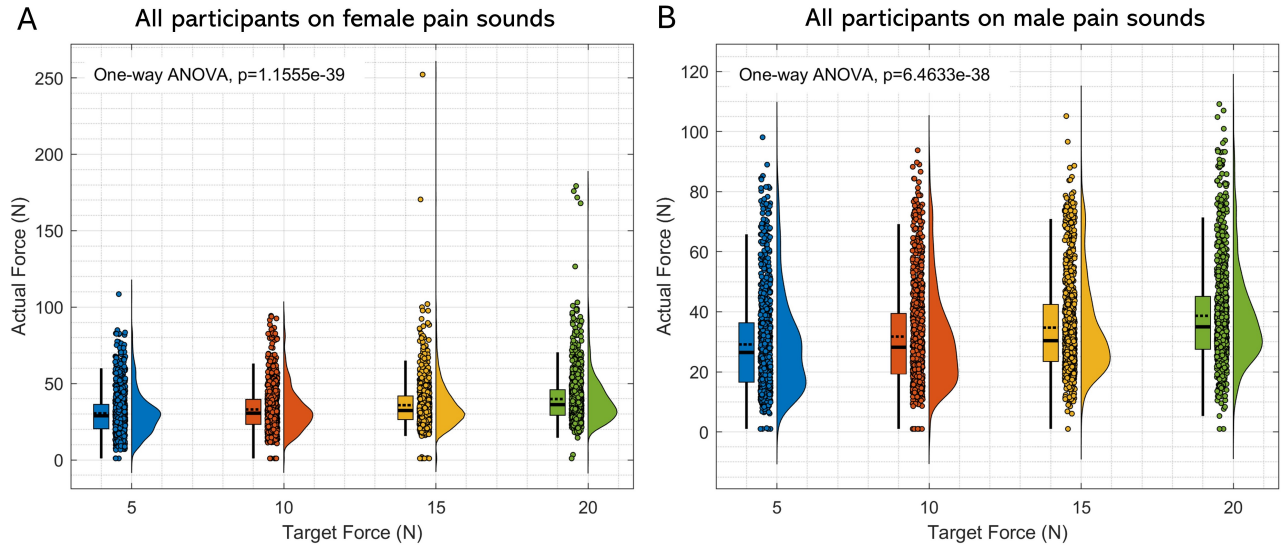 A
All participants on female pain sounds
One-way ANOVA, p=1.1555e-39
250
200
150
100
50
0
Actual Force (N)
5
10
15
20
Target Force (N)
B
All participants on male pain sounds
One-way ANOVA, p=6.4633e-38
120
100
80
60
40
20
0
Actual Force (N)
5
10
15
20
Target Force (N)